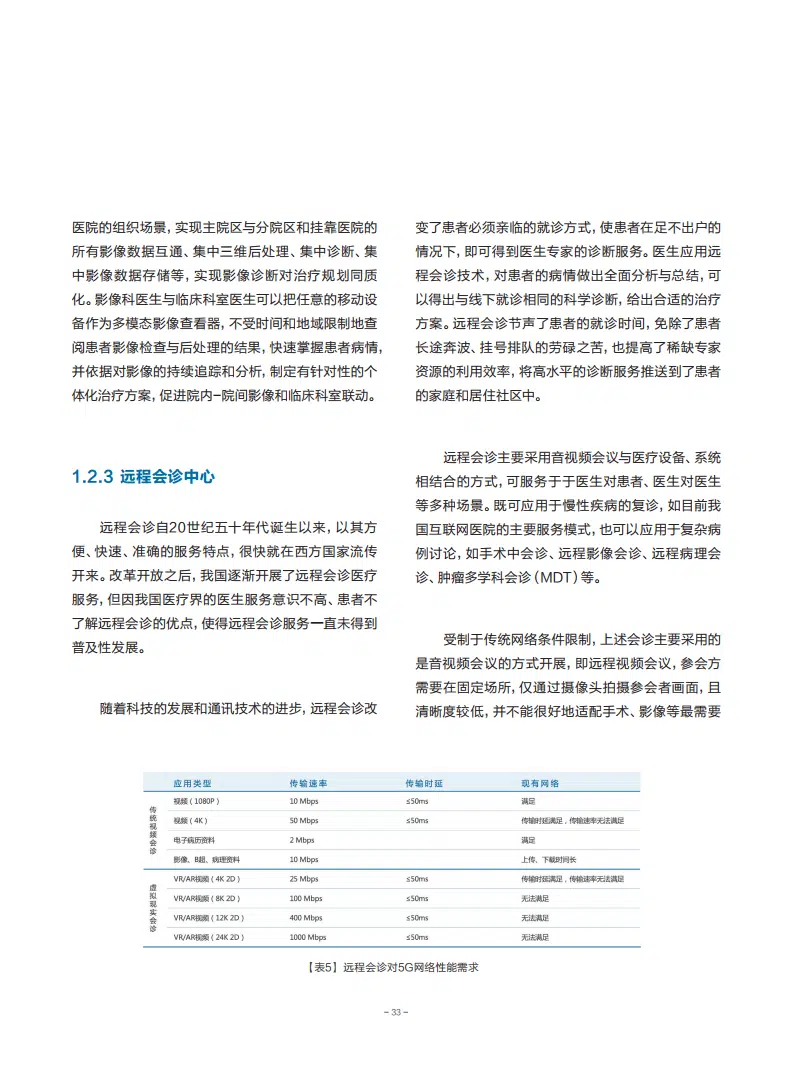 医院的组织场景，实现主院区与分院区和挂靠医院的
所有影像数据互通、集中三维后处理、集中诊断、集
中影像数据存储等，实现影像诊断对治疗规划同质
化。影像科医生与临床科室医生可以把任意的移动设
备作为多模态影像查看器，不受时间和地域限制地查
阅患者影像检查与后处理的结果，快速掌握患者病情，
并依据对影像的持续追踪和分析，制定有针对性的个
体化治疗方案，促进院内-院间影像和临床科室联动。
1.2.3 远程会诊中心
远程会诊自20世纪五十年代诞生以来，以其方
便、快速、准确的服务特点，很快就在西方国家流传
开来。改革开放之后，我国逐渐开展了远程会诊医疗
服务，但因我国医疗界的医生服务意识不高、患者不
了解远程会诊的优点，使得远程会诊服务一直未得到
普及性发展。
随着科技的发展和通讯技术的进步，远程会诊改
变了患者必须亲临的就诊方式，使患者在足不出户的
情况下，即可得到医生专家的诊断服务。医生应用远
程会诊技术，对患者的病情做出全面分析与总结，可
以得出与线下就诊相同的科学诊断，给出合适的治疗
方案。远程会诊节声了患者的就诊时间，免除了患者
长途奔波、挂号排队的劳碌之苦，也提高了稀缺专家
资源的利用效率，将高水平的诊断服务推送到了患者
的家庭和居住社区中。
远程会诊主要采用音视频会议与医疗设备、系统
相结合的方式，可服务于于医生对患者、医生对医生
等多种场景。既可应用于慢性疾病的复诊，如目前我
国互联网医院的主要服务模式，也可以应用于复杂病
例讨论，如手术中会诊、远程影像会诊、远程病理会
诊、肿瘤多学科会诊（MDT）等。
受制于传统网络条件限制，上述会诊主要采用的
是音视频会议的方式开展，即远程视频会议，参会方
需要在固定场所，仅通过摄像头拍摄参会者画面，且
清晰度较低，并不能很好地适配手术、影像等最需要
应用类型 传输速率 传输时延 现有网络
传统视频会诊
视频（1080P） 10 Mbps ≤50ms 满足
视频（4K） 50 Mbps ≤50ms 传输时延满足，传输速率无法满足
电子病历资料 2 Mbps 满足
影像、B超、病理资料 10 Mbps 上传、下载时间长
虚拟现实会诊
VR/AR视频（4K 2D） 25 Mbps ≤50ms 传输时延满足，传输速率无法满足
VR/AR视频（8K 2D） 100 Mbps ≤50ms 无法满足
VR/AR视频（12K 2D） 400 Mbps ≤50ms 无法满足
VR/AR视频（24K 2D） 1000 Mbps ≤50ms 无法满足
【表5】远程会诊对5G网络性能需求
- 33 -